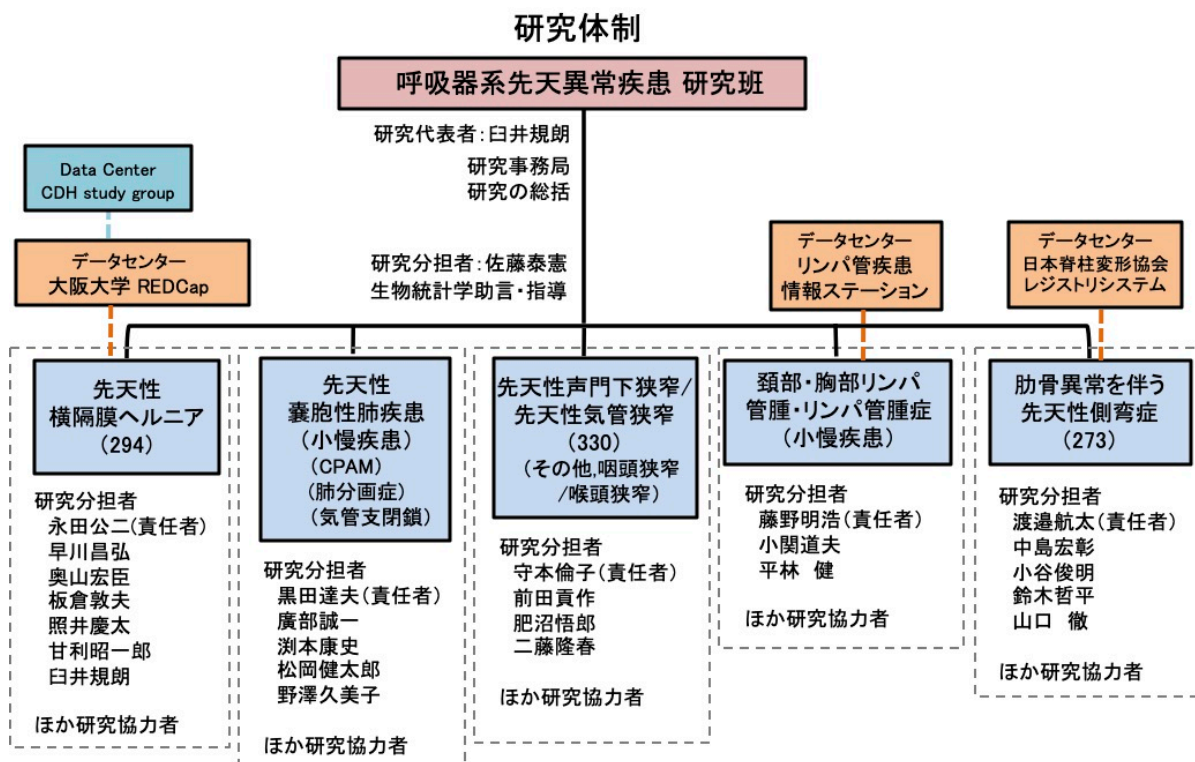 研究体制
呼吸器系先天異常疾患 研究班
研究代表者：臼井規朗
研究事務局
研究の総括
Data Center
CDH study group
データセンター
大阪大学 REDCap
研究分担者：佐藤泰憲
生物統計学助言・指導
データセンター
リンパ管疾患
情報ステーション
データセンター
日本脊柱変形協会
レジストリシステム
先天性
横隔膜ヘルニア
(294)
研究分担者
永田公二(責任者)
早川昌弘
奥山宏臣
板倉敦夫
照井慶太
甘利昭一郎
臼井規朗
ほか研究協力者
先天性
嚢胞性肺疾患
(小慢疾患)
(CPAM)
(肺分画症)
(気管支閉鎖)
研究分担者
黒田達夫(責任者)
廣部誠一
渕本康史
松岡健太郎
野澤久美子
ほか研究協力者
先天性声門下狭窄/
先天性気管狭窄
(330)
(その他,咽頭狭窄
/喉頭狭窄)
研究分担者
守本倫子(責任者)
前田貢作
肥沼悟郎
二藤隆春
ほか研究協力者
頚部・胸部リンパ
管腫・リンパ管腫症
(小慢疾患)
研究分担者
藤野明浩(責任者)
小関道夫
平林 健
ほか研究協力者
肋骨異常を伴う
先天性側弯症
(273)
研究分担者
渡邉航太(責任者)
中島宏彰
小谷俊明
鈴木哲平
山口 徹
ほか研究協力者